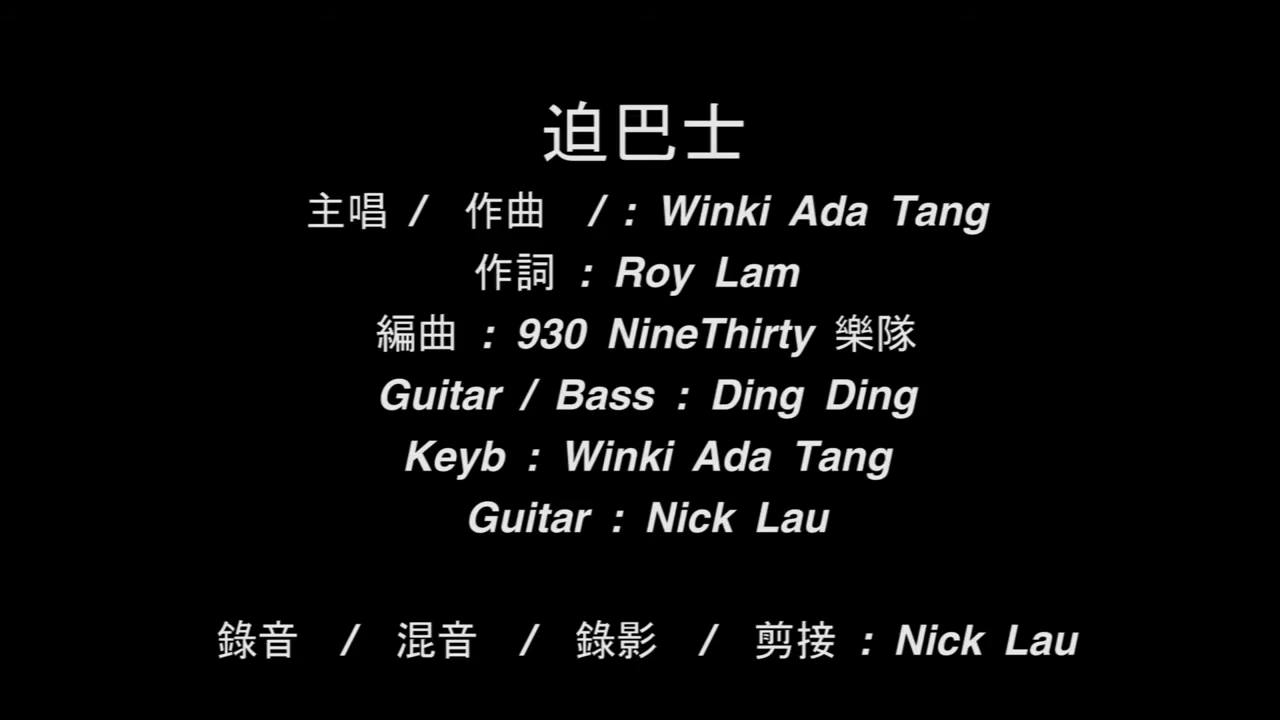 迫巴士
主唱 / 作曲 / : Winki Ada Tang
作詞 : Roy Lam
編曲 : 930 NineThirty 樂隊
Guitar / Bass : Ding Ding
Keyb : Winki Ada Tang
Guitar : Nick Lau
錄音 / 混音 / 錄影 / 剪接 : Nick Lau